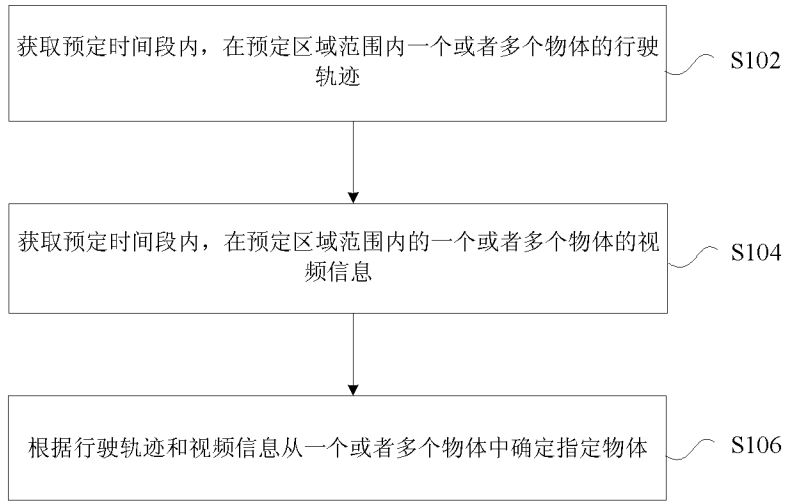 获取预定时间段内，在预定区域范围内一个或者多个物体的行驶
轨迹
S102
获取预定时间段内，在预定区域范围内的一个或者多个物体的视
频信息
S104
根据行驶轨迹和视频信息从一个或者多个物体中确定指定物体
S106